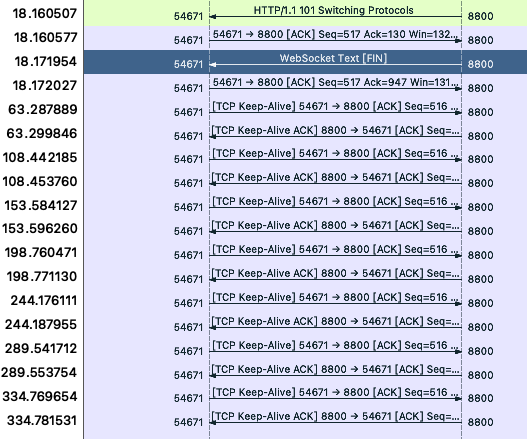 18.160507 54671 HTTP/1.1 101 Switching Protocols 8800
18.160577 54671 54671 → 8800 [ACK] Seq=517 Ack=130 Win=132… 8800
18.171954 54671 WebSocket Text [FIN] 8800
18.172027 54671 54671 → 8800 [ACK] Seq=517 Ack=947 Win=131… 8800
63.287889 54671 [TCP Keep-Alive] 54671 → 8800 [ACK] Seq=516 … 8800
63.299846 54671 [TCP Keep-Alive ACK] 8800 → 54671 [ACK] Seq=… 8800
108.442185 54671 [TCP Keep-Alive] 54671 → 8800 [ACK] Seq=516 … 8800
108.453760 54671 [TCP Keep-Alive ACK] 8800 → 54671 [ACK] Seq=… 8800
153.584127 54671 [TCP Keep-Alive] 54671 → 8800 [ACK] Seq=516 … 8800
153.596260 54671 [TCP Keep-Alive ACK] 8800 → 54671 [ACK] Seq=… 8800
198.760471 54671 [TCP Keep-Alive] 54671 → 8800 [ACK] Seq=516 … 8800
198.771130 54671 [TCP Keep-Alive ACK] 8800 → 54671 [ACK] Seq=… 8800
244.176111 54671 [TCP Keep-Alive] 54671 → 8800 [ACK] Seq=516 … 8800
244.187955 54671 [TCP Keep-Alive ACK] 8800 → 54671 [ACK] Seq=… 8800
289.541712 54671 [TCP Keep-Alive] 54671 → 8800 [ACK] Seq=516 … 8800
289.553754 54671 [TCP Keep-Alive ACK] 8800 → 54671 [ACK] Seq=… 8800
334.769654 54671 [TCP Keep-Alive] 54671 → 8800 [ACK] Seq=516 … 8800
334.781531 54671 [TCP Keep-Alive ACK] 8800 → 54671 [ACK] Seq=… 8800